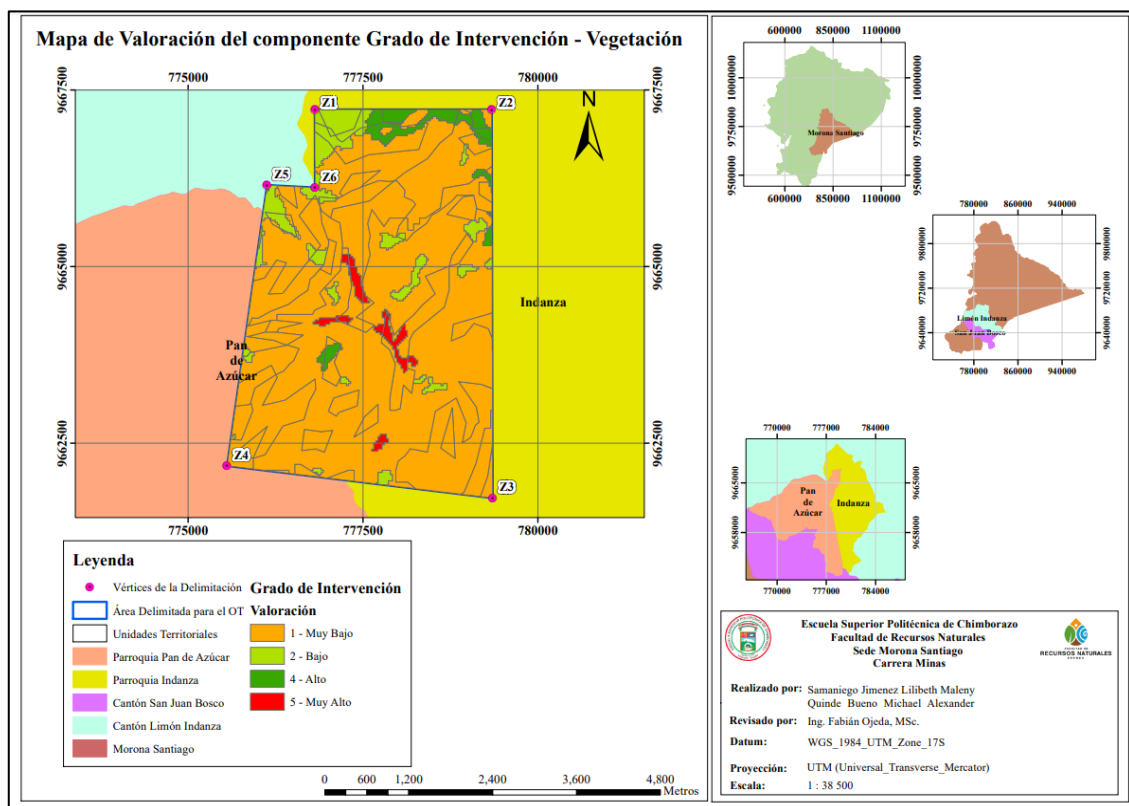 Mapa de Valoración del componente Grado de Intervención - Vegetación
775000 777500 780000
9667500
9665000
9662500
9667500
9665000
9662500
N
Z1
Z2
Z5
Z6
Z4
Z3
Indanza
Pan
de
Azúcar
775000 777500 780000
Leyenda
Vértices de la Delimitación
Área Delimitada para el OT
Unidades Territoriales
Parroquia Pan de Azúcar
Parroquia Indanza
Cantón San Juan Bosco
Cantón Limón Indanza
Morona Santiago
Grado de Intervención
Valoración
1 - Muy Bajo
2 - Bajo
4 - Alto
5 - Muy Alto
0 600 1,200 2,400 3,600 4,800
Metros
600000 850000 1100000
10000000
9750000
9500000
10000000
9750000
9500000
Morona Santiago
600000 850000 1100000
780000 860000 940000
9800000
9720000
9640000
9800000
9720000
9640000
Limón Indanza
San Juan Bosco
780000 860000 940000
770000 777000 784000
9665000
9658000
9665000
9658000
Pan
de
Azúcar
Indanza
770000 777000 784000
Escuela Superior Politécnica de Chimborazo
Facultad de Recursos Naturales
Sede Morona Santiago
Carrera Minas
RECURSOS NATURALES
Realizado por: Samaniego Jimenez Lilibeth Maleny
Quinde Bueno Michael Alexander
Revisado por: Ing. Fabián Ojeda, MSc.
Datum: WGS_1984_UTM_Zone_17S
Proyección: UTM (Universal_Transverse_Mercator)
Escala: 1 : 38 500